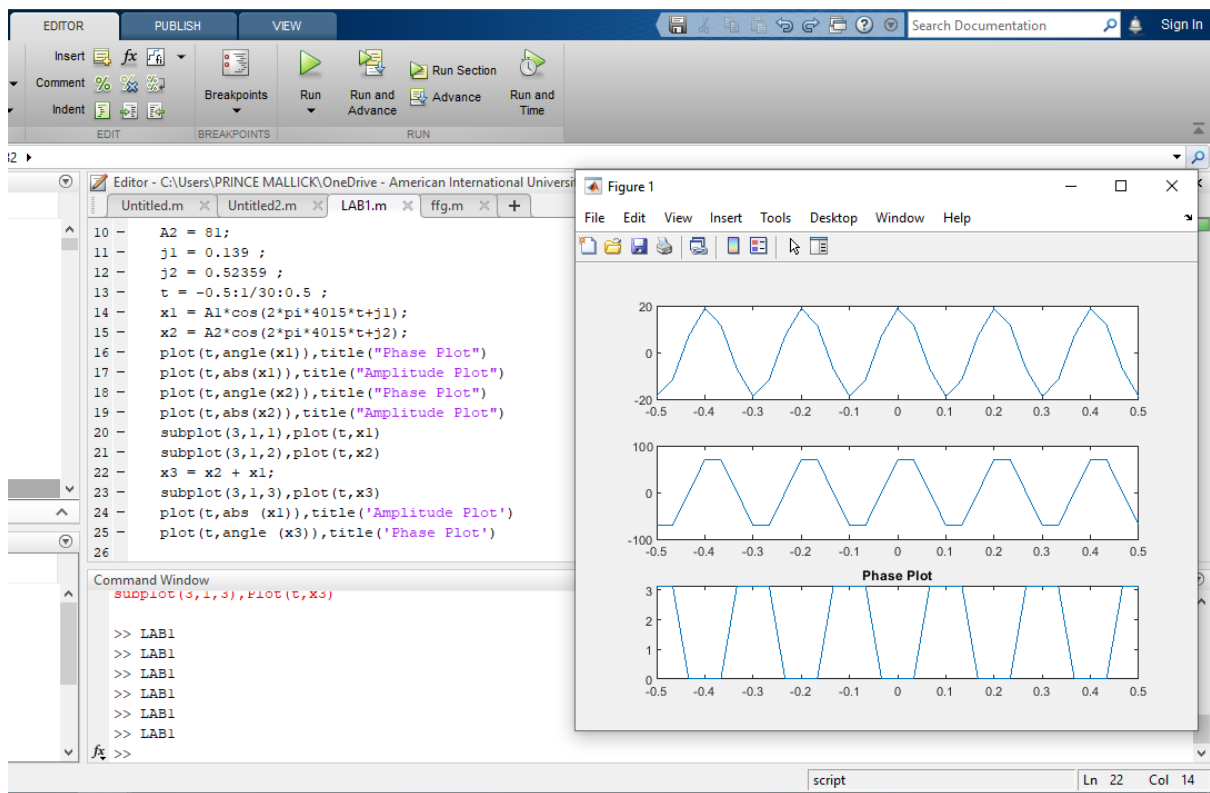 EDITOR PUBLISH VIEW
Search Documentation
Sign In
Insert fx
Comment
Indent
Breakpoints
Run
Run and Advance
Run Section
Advance
Run and Time
EDIT BREAKPOINTS RUN
Editor - C:\Users\PRINCE MALLICK\OneDrive - American International Universi
Untitled.m Untitled2.m LAB1.m ffg.m +
10 - A2 = 81;
11 - j1 = 0.139 ;
12 - j2 = 0.52359 ;
13 - t = -0.5:1/30:0.5 ;
14 - x1 = A1*cos(2*pi*4015*t+j1);
15 - x2 = A2*cos(2*pi*4015*t+j2);
16 - plot(t,angle(x1)),title("Phase Plot")
17 - plot(t,abs(x1)),title("Amplitude Plot")
18 - plot(t,angle(x2)),title("Phase Plot")
19 - plot(t,abs(x2)),title("Amplitude Plot")
20 - subplot(3,1,1),plot(t,x1)
21 - subplot(3,1,2),plot(t,x2)
22 - x3 = x2 + x1;
23 - subplot(3,1,3),plot(t,x3)
24 - plot(t,abs (x1)),title('Amplitude Plot')
25 - plot(t,angle (x3)),title('Phase Plot')
26
Command Window
subplot(3,1,3),Plot(t,x3)
>> LAB1
>> LAB1
>> LAB1
>> LAB1
>> LAB1
>> LAB1
fx >>
Figure 1
File Edit View Insert Tools Desktop Window Help
20
0
-20
-0.5 -0.4 -0.3 -0.2 -0.1 0 0.1 0.2 0.3 0.4 0.5
100
0
-100
-0.5 -0.4 -0.3 -0.2 -0.1 0 0.1 0.2 0.3 0.4 0.5
Phase Plot
3
2
1
0
-0.5 -0.4 -0.3 -0.2 -0.1 0 0.1 0.2 0.3 0.4 0.5
script
Ln 22 Col 14